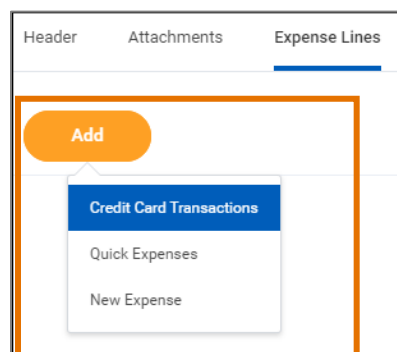 Header Attachments Expense Lines
Add
Credit Card Transactions
Quick Expenses
New Expense